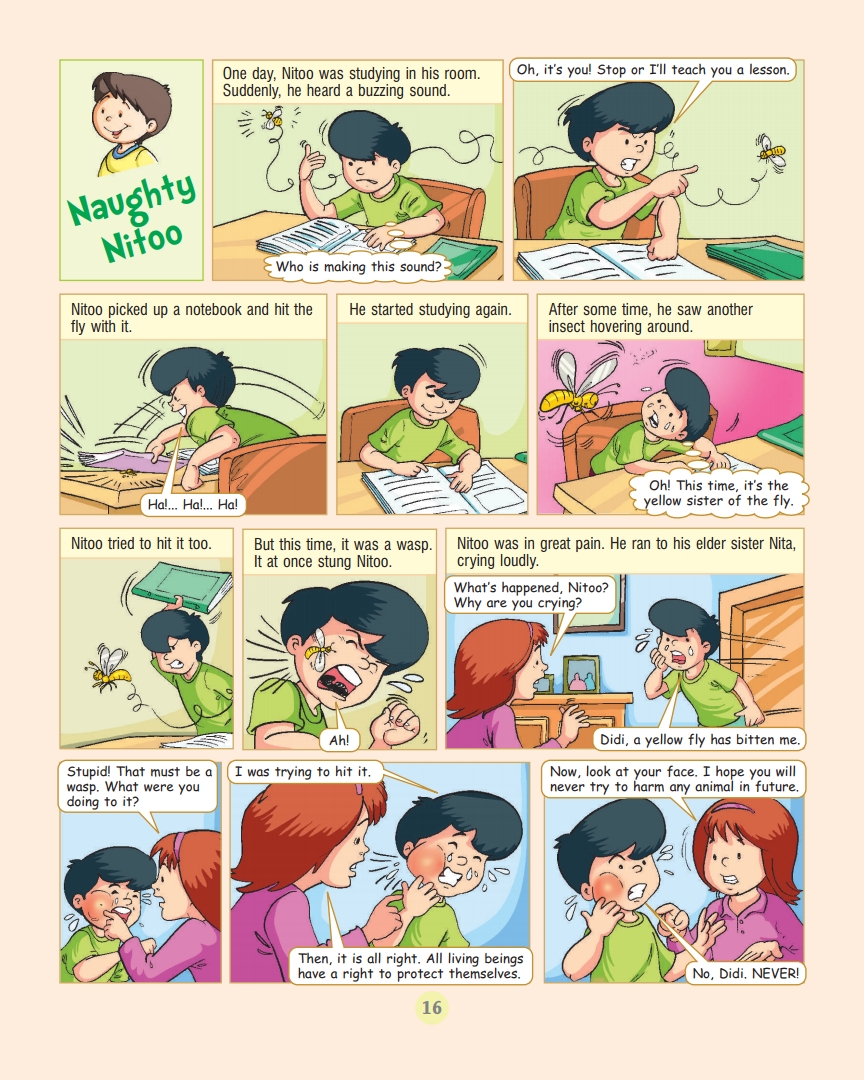 Naughty
Nitoo
One day, Nitoo was studying in his room.
Suddenly, he heard a buzzing sound.
Who is making this sound?
Oh, it's you! Stop or I'll teach you a lesson.
Nitoo picked up a notebook and hit the
fly with it.
Ha!... Ha!... Ha!
He started studying again.
After some time, he saw another
insect hovering around.
Oh! This time, it's the
yellow sister of the fly.
Nitoo tried to hit it too.
But this time, it was a wasp.
It at once stung Nitoo.
Ah!
Nitoo was in great pain. He ran to his elder sister Nita,
crying loudly.
What's happened, Nitoo?
Why are you crying?
Didi, a yellow fly has bitten me.
Stupid! That must be a
wasp. What were you
doing to it?
I was trying to hit it.
Then, it is all right. All living beings
have a right to protect themselves.
Now, look at your face. I hope you will
never try to harm any animal in future.
No, Didi. NEVER!
16